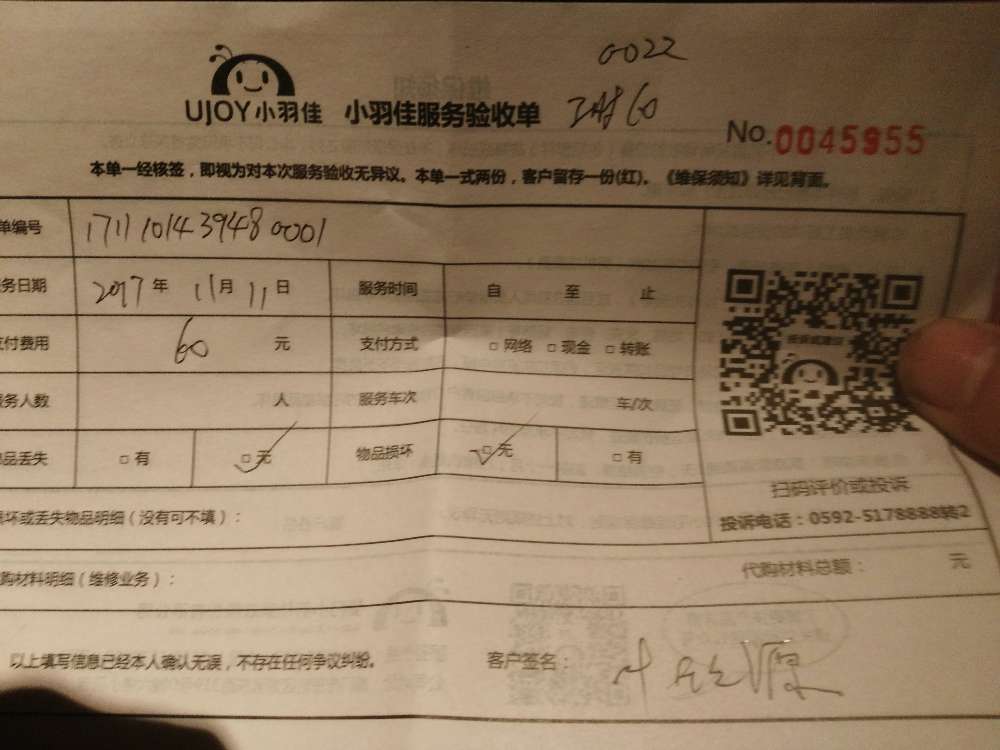 0022
UJOY小羽佳 小羽佳服务验收单 60
No.0045955
本单一经核签，即视为对本次服务验收无异议。本单一式两份，客户留存一份(红)。《维保须知》详见背面。
单编号 1711101439480001
务日期 2017年 11月 11日 服务时间 自 至 止
支付费用 60 元 支付方式 □网络 □现金 □转账
服务人数 人 服务车次 车/次
物品丢失 □有 □无 物品损坏 □无 □有
扫码评价或投诉
投诉电话：0592-5178888转2
损坏或丢失物品明细（没有可不填）：
代购材料明细（维修业务）： 代购材料总额： 元
以上填写信息已经本人确认无误，不存在任何争议纠纷。 客户签名：